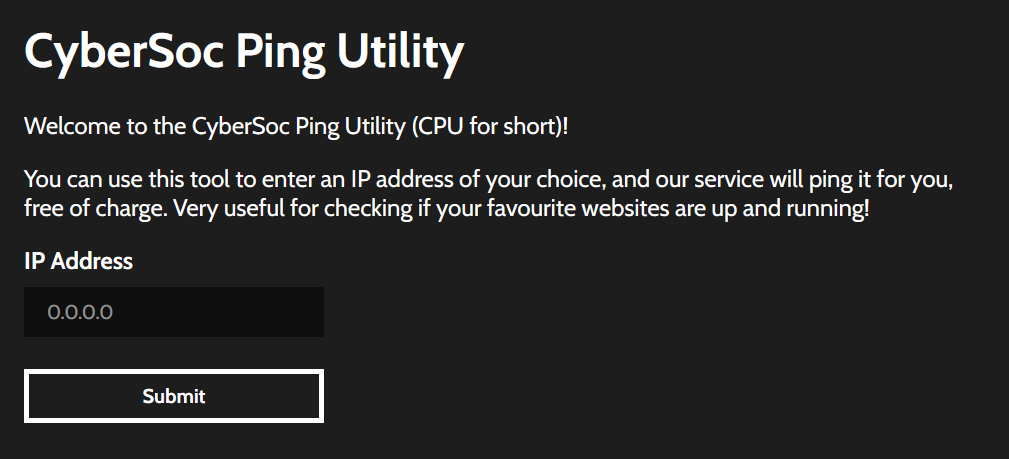 CyberSoc Ping Utility
Welcome to the CyberSoc Ping Utility (CPU for short)!
You can use this tool to enter an IP address of your choice, and our service will ping it for you,
free of charge. Very useful for checking if your favourite websites are up and running!
IP Address
0.0.0.0
Submit